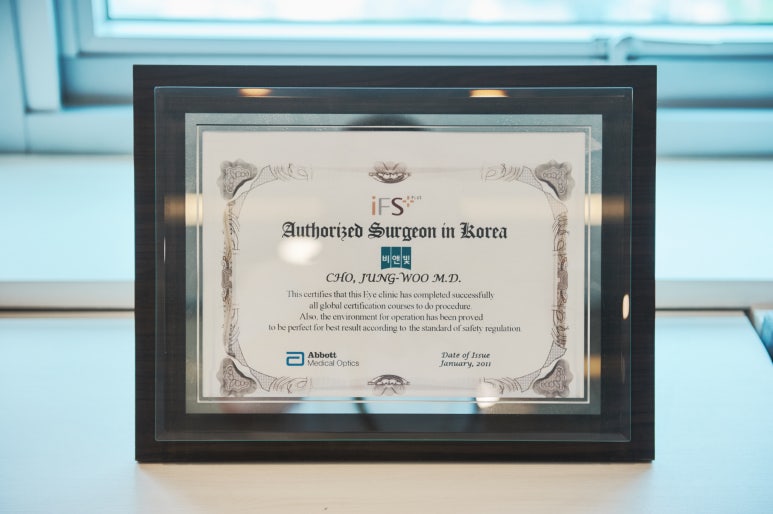 iFS+
Authorized Surgeon in Korea
비앤빛
CHO, JUNG-WOO M.D.
This certifies that this Eye clinic has completed successfully
all global certification courses to do procedure
Also, the environment for operation has been proved
to be perfect for best result according to the standard of safety regulation
Abbott
Medical Optics
Date of Issue
January, 2011